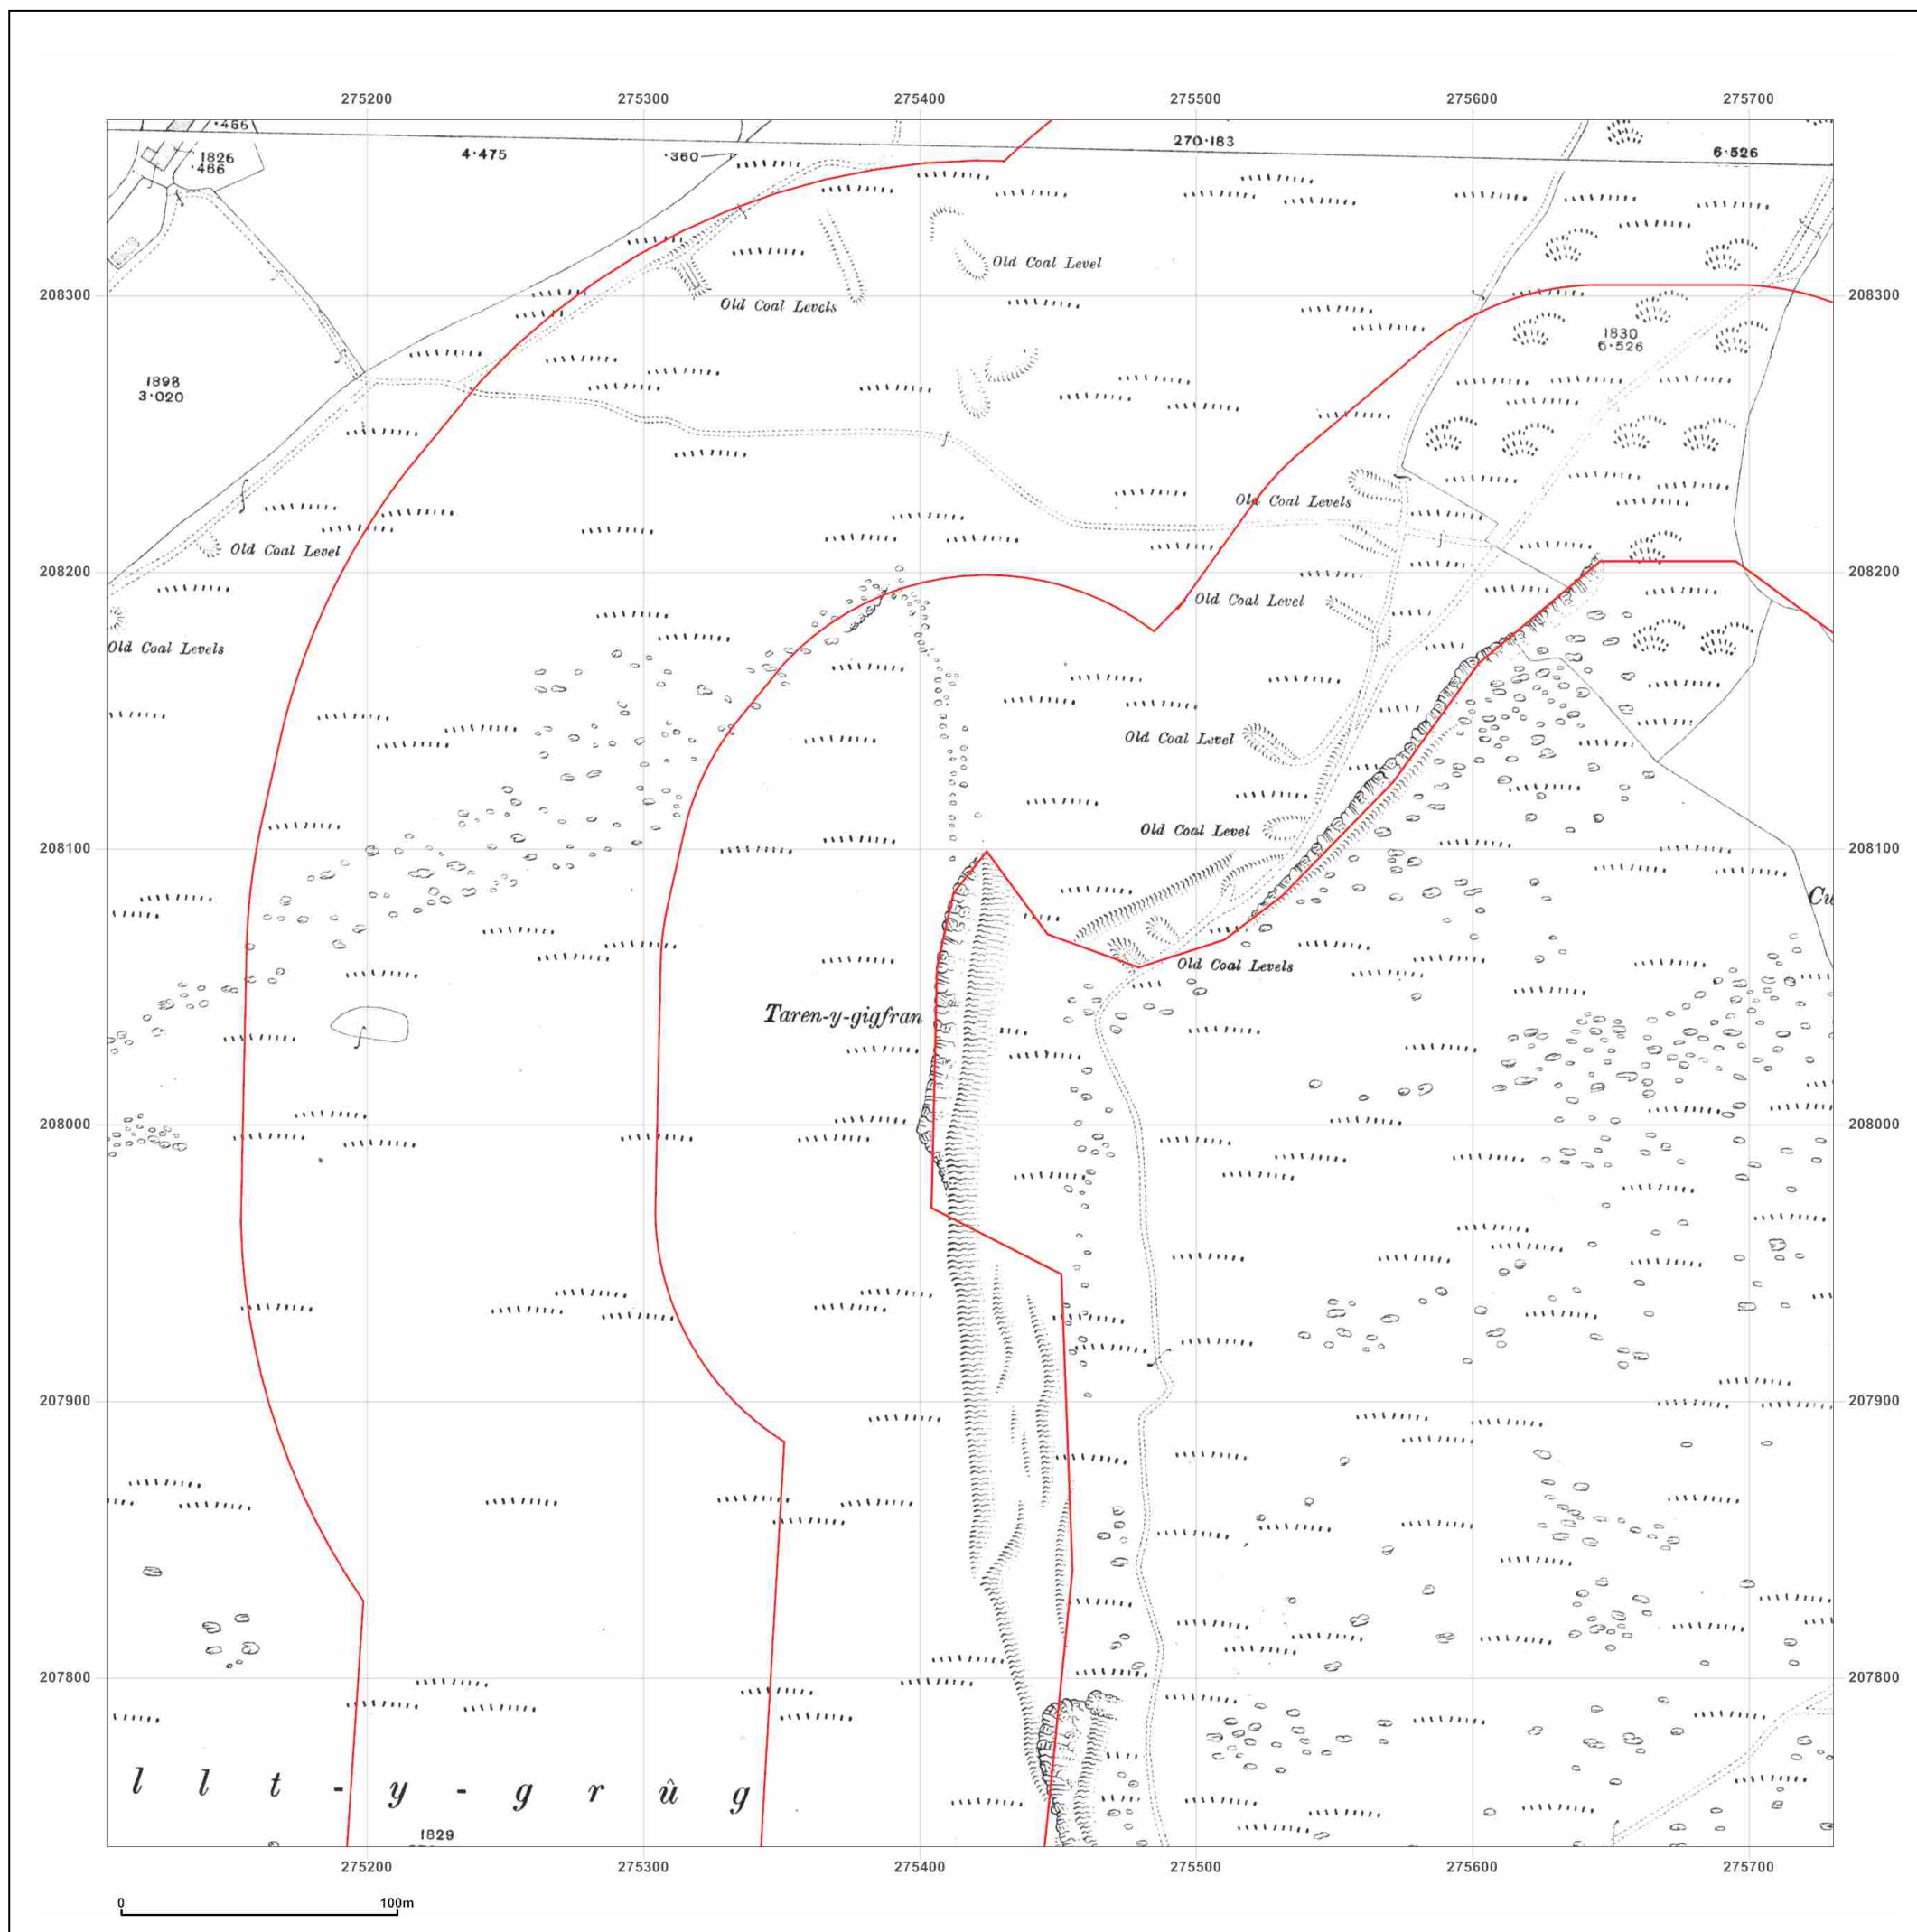 275200 275300 275400 275500 275600 275700
·466
1826
·466
4·475
·360
270·183
6·526
Old Coal Level
208300
208300
Old Coal Levels
1830
6·526
1898
3·020
Old Coal Levels
Old Coal Level
208200
208200
Old Coal Level
Old Coal Levels
Old Coal Level
Old Coal Level
208100
208100
Cu
Old Coal Levels
Taren-y-gigfran
208000
208000
207900
207900
207800
207800
l l t - y - g r û g
1829
275200 275300 275400 275500 275600 275700
0 100m